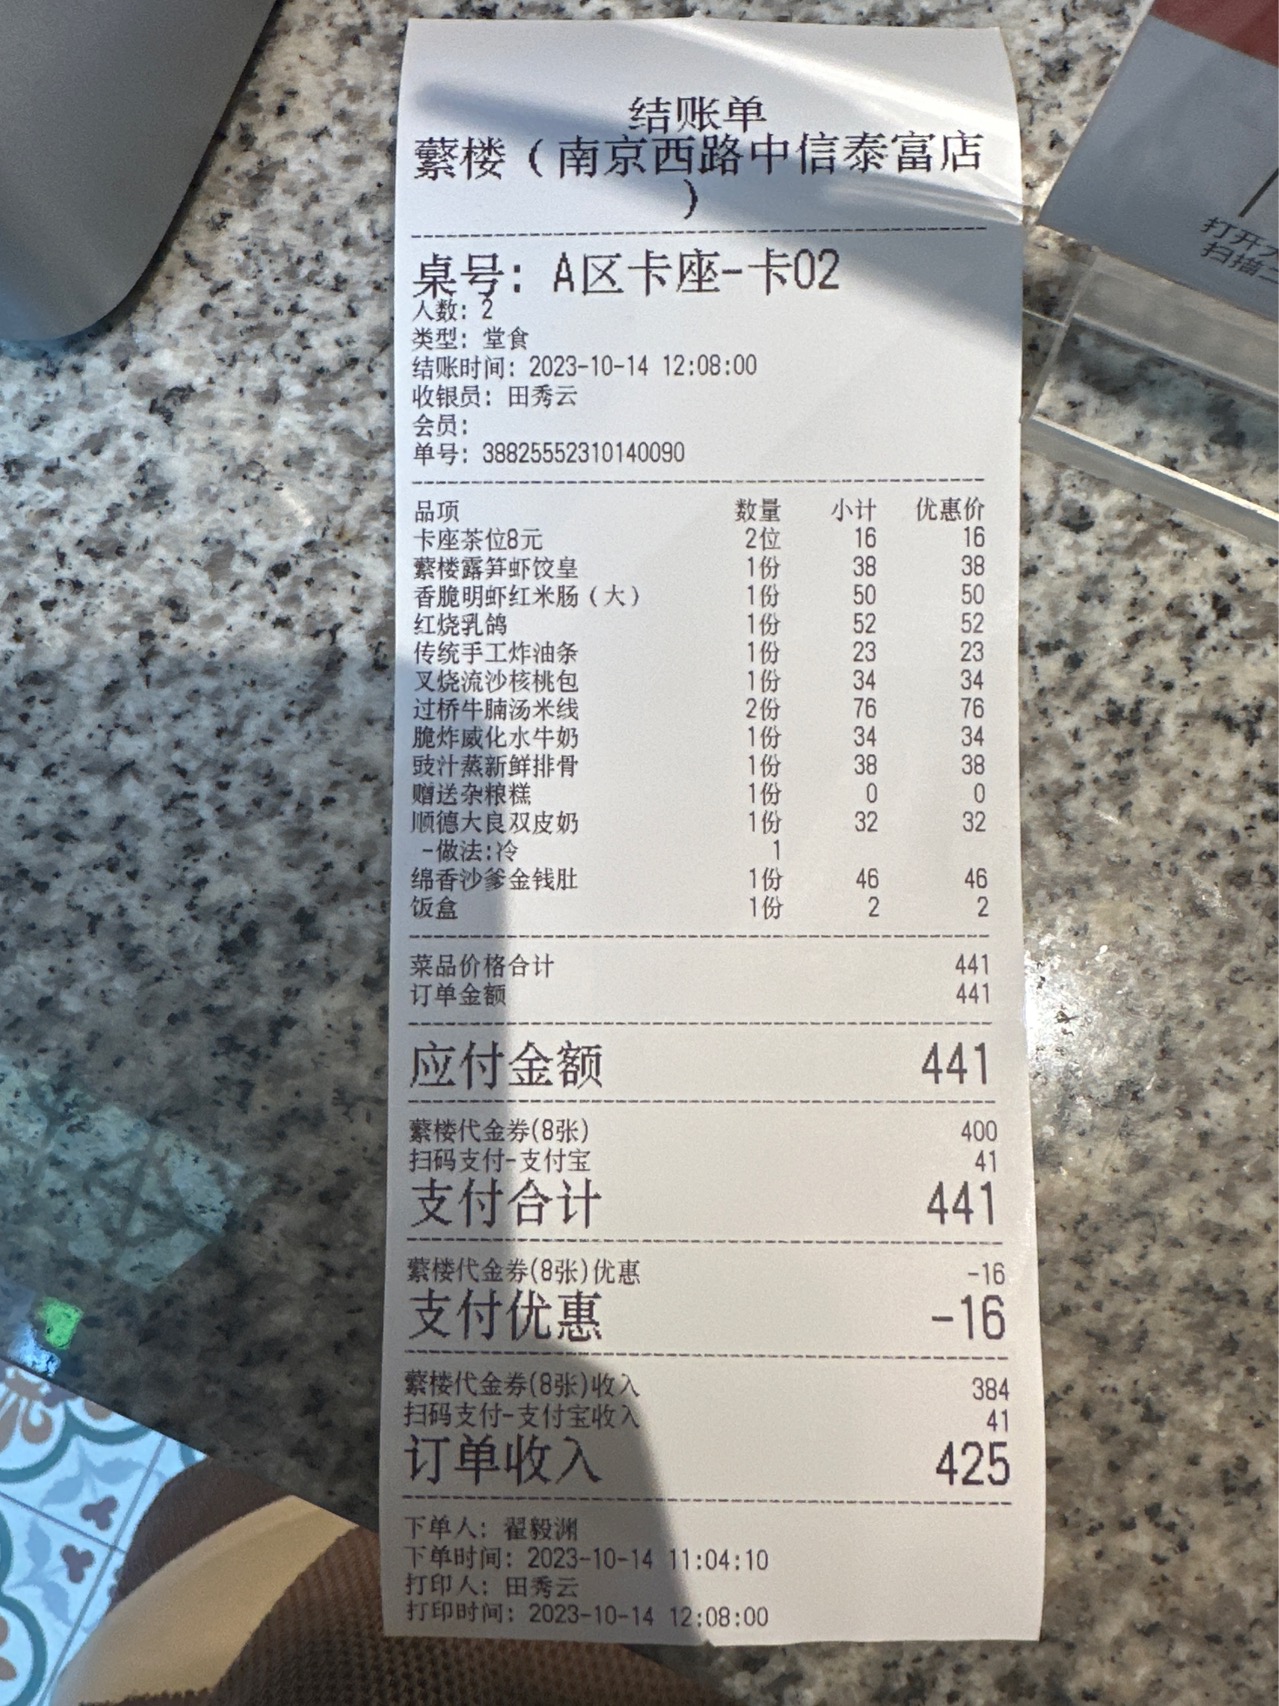 结账单
蘩楼（南京西路中信泰富店
）
桌号: A区卡座-卡02
人数: 2
类型: 堂食
结账时间: 2023-10-14 12:08:00
收银员: 田秀云
会员:
单号: 38825552310140090
品项 数量 小计 优惠价
卡座茶位8元 2位 16 16
蘩楼露笋虾饺皇 1份 38 38
香脆明虾红米肠（大） 1份 50 50
红烧乳鸽 1份 52 52
传统手工炸油条 1份 23 23
叉烧流沙核桃包 1份 34 34
过桥牛腩汤米线 2份 76 76
脆炸威化水牛奶 1份 34 34
豉汁蒸新鲜排骨 1份 38 38
赠送杂粮糕 1份 0 0
顺德大良双皮奶 1份 32 32
-做法:冷 1
绵香沙爹金钱肚 1份 46 46
饭盒 1份 2 2
菜品价格合计 441
订单金额 441
应付金额 441
蘩楼代金券(8张) 400
扫码支付-支付宝 41
支付合计 441
蘩楼代金券(8张)优惠 -16
支付优惠 -16
蘩楼代金券(8张)收入 384
扫码支付-支付宝收入 41
订单收入 425
下单人: 翟毅渊
下单时间: 2023-10-14 11:04:10
打印人: 田秀云
打印时间: 2023-10-14 12:08:00
打开
扫描